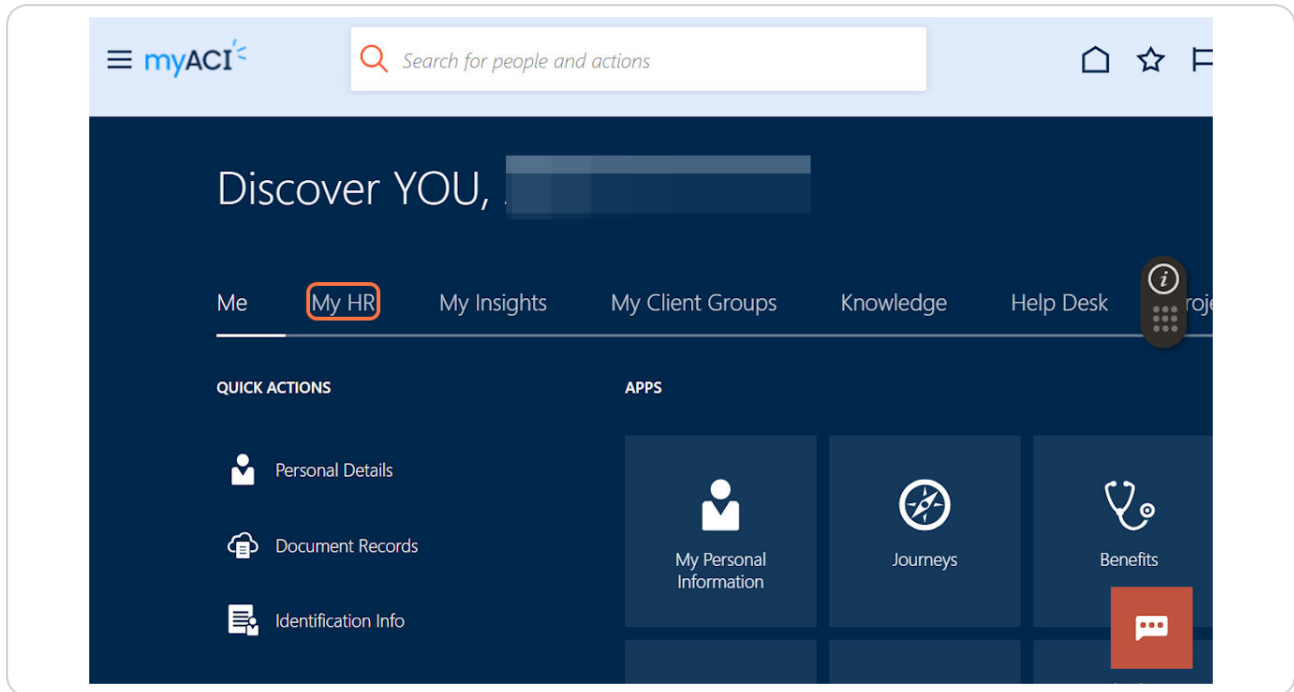 myACI
Search for people and actions
Discover YOU,
Me My HR My Insights My Client Groups Knowledge Help Desk
QUICK ACTIONS
APPS
Personal Details
Document Records
Identification Info
My Personal
Information
Journeys
Benefits